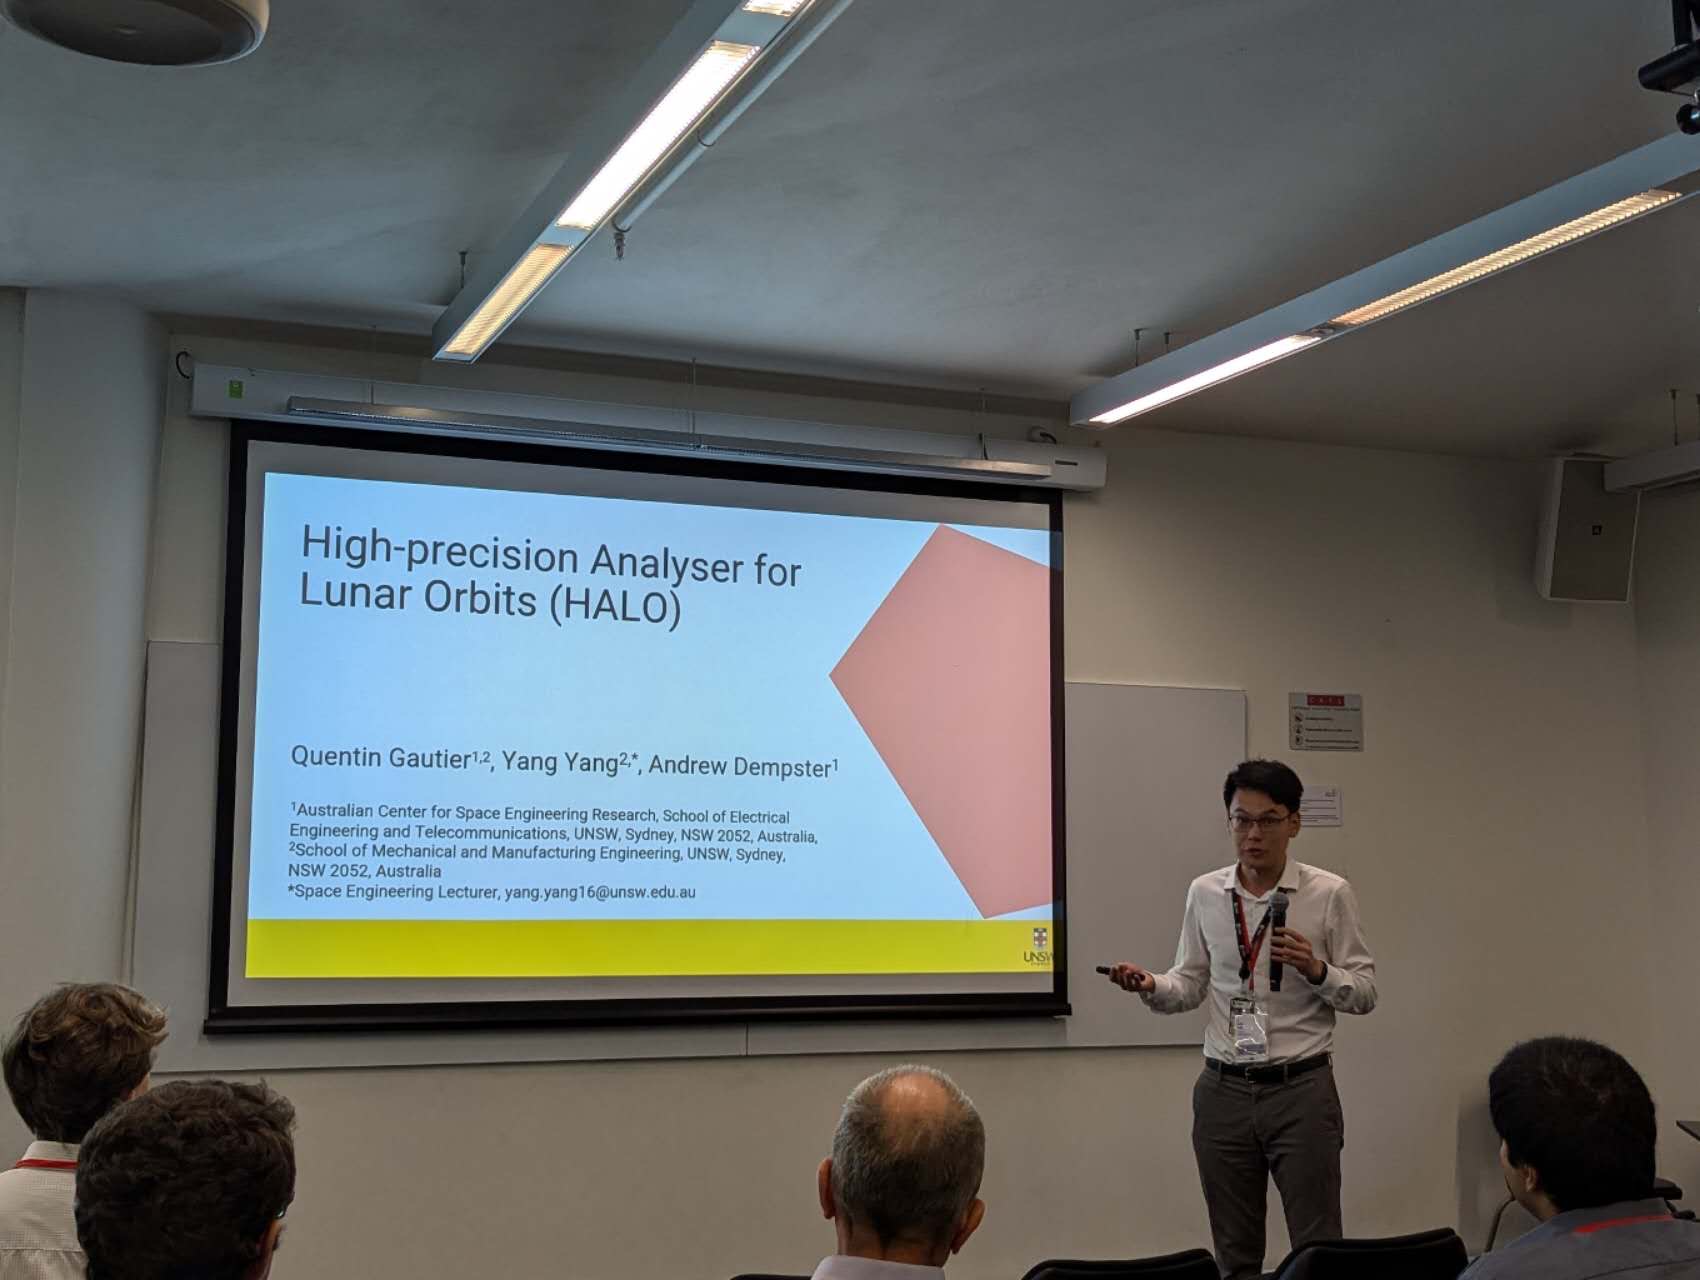 High-precision Analyser for
Lunar Orbits (HALO)
Quentin Gautier¹,², Yang Yang²,*, Andrew Dempster¹
¹Australian Center for Space Engineering Research, School of Electrical
Engineering and Telecommunications, UNSW, Sydney, NSW 2052, Australia,
²School of Mechanical and Manufacturing Engineering, UNSW, Sydney,
NSW 2052, Australia
*Space Engineering Lecturer, yang.yang16@unsw.edu.au
UNSW